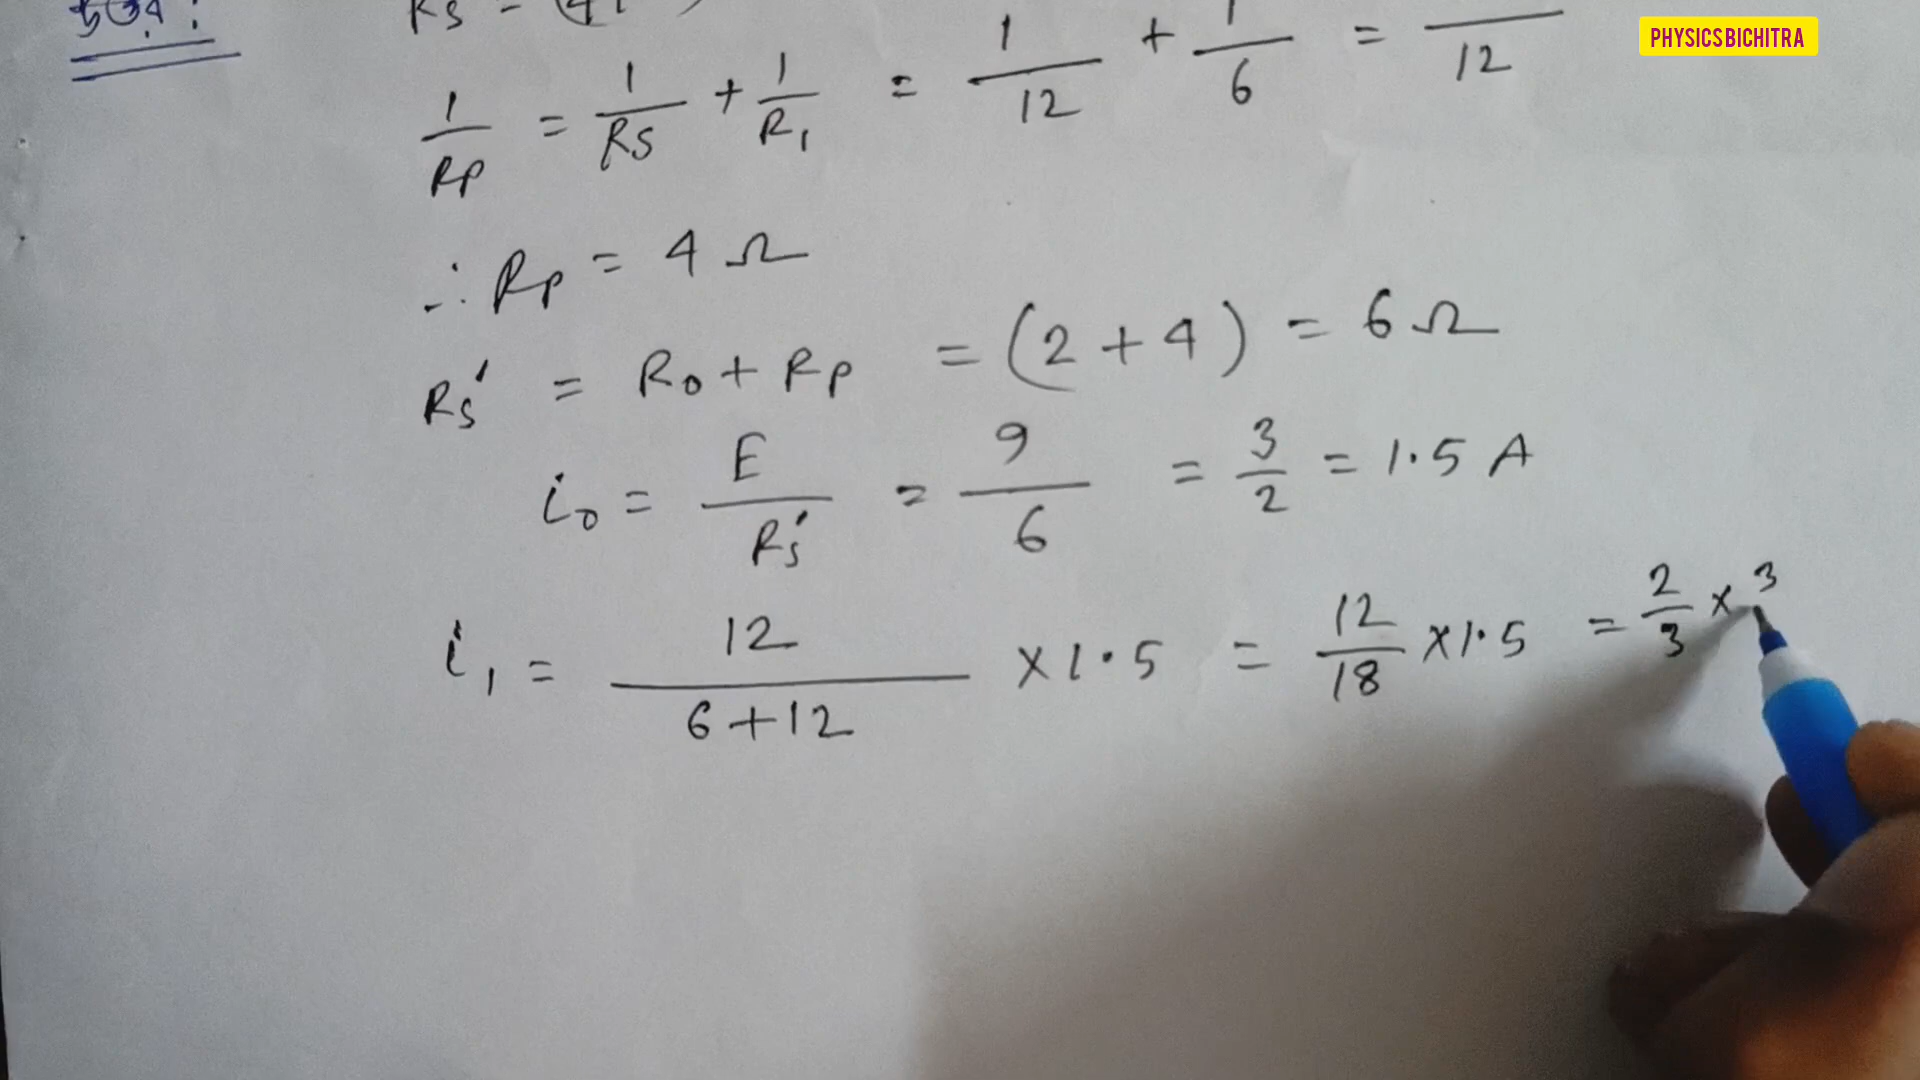 PHYSICS BICHITRA
1/RP = 1/RS + 1/R₁ = 1/12 + 1/6 = /12
∴ RP = 4 Ω
RS′ = R₀ + RP = (2 + 4) = 6 Ω
i₀ = E/RS′ = 9/6 = 3/2 = 1.5 A
i₁ = 12/6+12 × 1.5 = 12/18 × 1.5 = 2/3 × 3